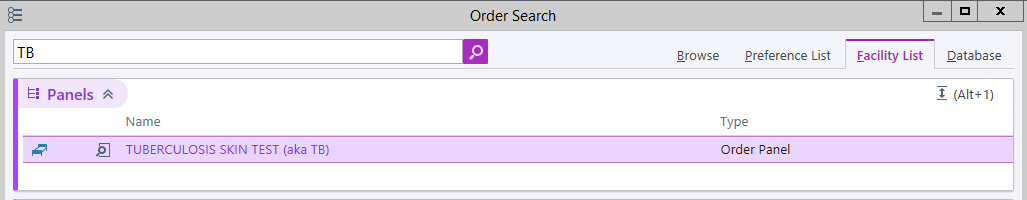 Order Search
TB
Browse Preference List Facility List Database
Panels (Alt+1)
Name Type
TUBERCULOSIS SKIN TEST (aka TB) Order Panel